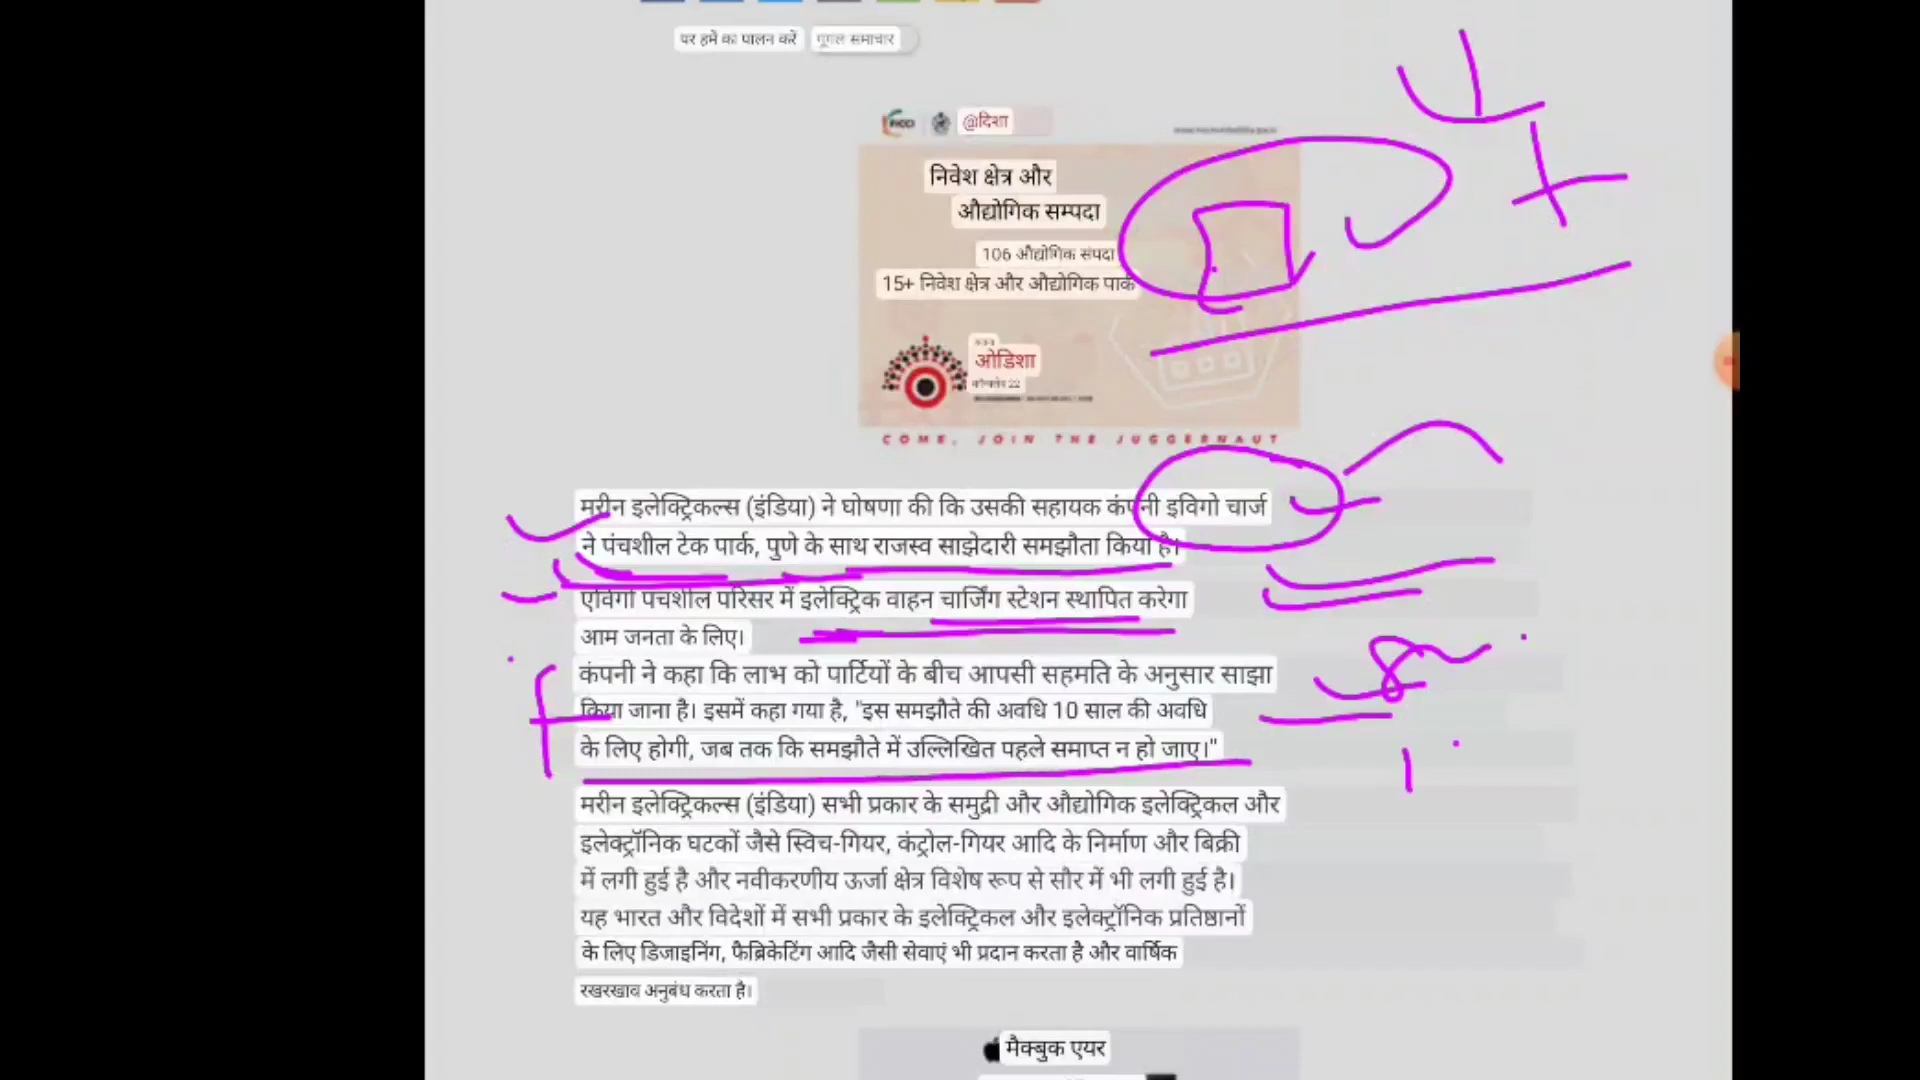 पर हमें का पालन करें गूगल समाचार
@दिशा
निवेश क्षेत्र और
औद्योगिक सम्पदा
106 औद्योगिक संपदा
15+ निवेश क्षेत्र और औद्योगिक पार्क
ओडिशा
कॉन्क्लेव 22
COME, JOIN THE JUGGERNAUT
मरीन इलेक्ट्रिकल्स (इंडिया) ने घोषणा की कि उसकी सहायक कंपनी इविगो चार्ज
ने पंचशील टेक पार्क, पुणे के साथ राजस्व साझेदारी समझौता किया है।
एविगो पंचशील परिसर में इलेक्ट्रिक वाहन चार्जिंग स्टेशन स्थापित करेगा
आम जनता के लिए।
कंपनी ने कहा कि लाभ को पार्टियों के बीच आपसी सहमति के अनुसार साझा
किया जाना है। इसमें कहा गया है, "इस समझौते की अवधि 10 साल की अवधि
के लिए होगी, जब तक कि समझौते में उल्लिखित पहले समाप्त न हो जाए।"
मरीन इलेक्ट्रिकल्स (इंडिया) सभी प्रकार के समुद्री और औद्योगिक इलेक्ट्रिकल और
इलेक्ट्रॉनिक घटकों जैसे स्विच-गियर, कंट्रोल-गियर आदि के निर्माण और बिक्री
में लगी हुई है और नवीकरणीय ऊर्जा क्षेत्र विशेष रूप से सौर में भी लगी हुई है।
यह भारत और विदेशों में सभी प्रकार के इलेक्ट्रिकल और इलेक्ट्रॉनिक प्रतिष्ठानों
के लिए डिजाइनिंग, फैब्रिकेटिंग आदि जैसी सेवाएं भी प्रदान करता है और वार्षिक
रखरखाव अनुबंध करता है।
मैक्बुक एयर